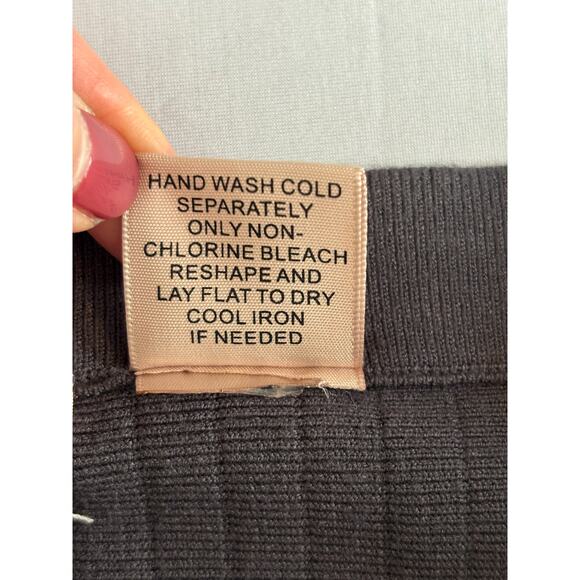 HAND WASH COLD
SEPARATELY
ONLY NON-
CHLORINE BLEACH
RESHAPE AND
LAY FLAT TO DRY
COOL IRON
IF NEEDED